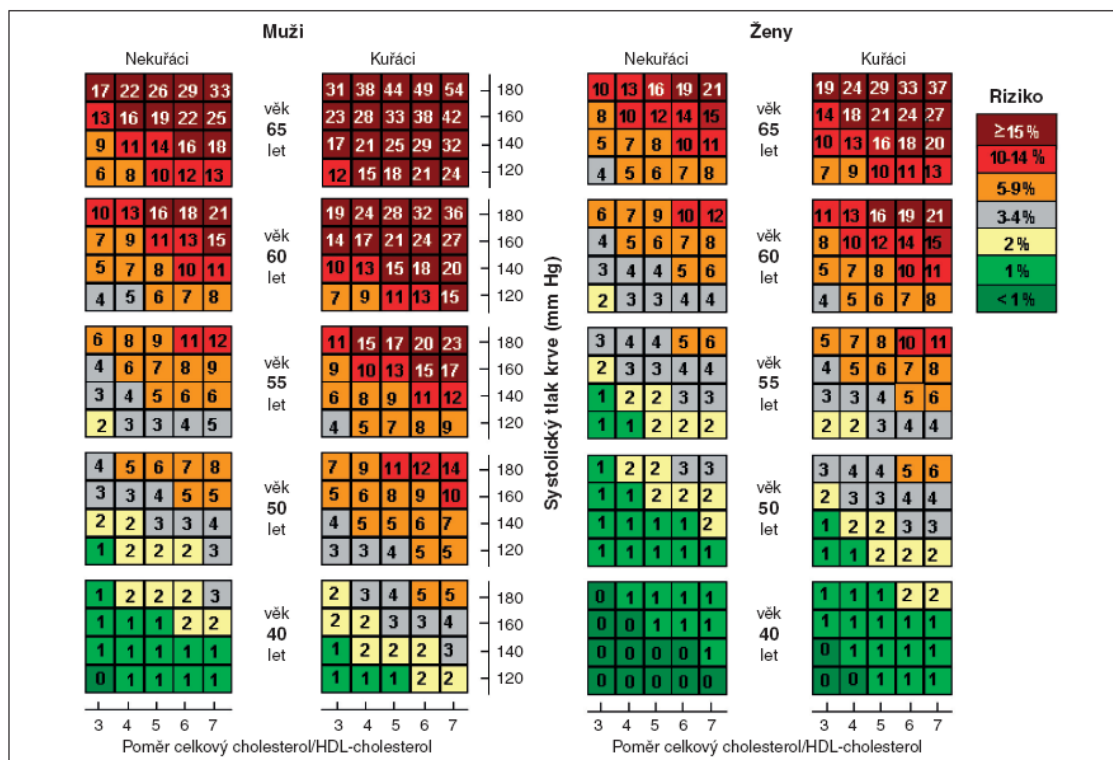 Muži Ženy
Nekuřáci Kuřáci Nekuřáci Kuřáci
17 22 26 29 33 31 38 44 49 54 180 10 13 16 19 21 19 24 29 33 37
13 16 19 22 25 věk 65 let 23 28 33 38 42 160 8 10 12 14 15 věk 65 let 14 18 21 24 27
9 11 14 16 18 17 21 25 29 32 140 5 7 8 10 11 10 13 16 18 20
6 8 10 12 13 12 15 18 21 24 120 4 5 6 7 8 7 9 10 11 13
10 13 16 18 21 19 24 28 32 36 180 6 7 9 10 12 11 13 16 19 21
7 9 11 13 15 věk 60 let 14 17 21 24 27 160 4 5 6 7 8 věk 60 let 8 10 12 14 15
5 7 8 10 11 10 13 15 18 20 140 3 4 4 5 6 5 7 8 10 11
4 5 6 7 8 7 9 11 13 15 120 2 3 3 4 4 4 5 6 7 8
6 8 9 11 12 11 15 17 20 23 180 3 4 4 5 6 5 7 8 10 11
4 6 7 8 9 věk 55 let 9 10 13 15 17 160 2 3 3 4 4 věk 55 let 4 5 6 7 8
3 4 5 6 6 6 8 9 11 12 140 1 2 2 3 3 3 3 4 5 6
2 3 3 4 5 4 5 7 8 9 120 1 1 2 2 2 2 2 3 4 4
4 5 6 7 8 7 9 11 12 14 180 1 2 2 3 3 3 4 4 5 6
3 3 4 5 5 věk 50 let 5 6 8 9 10 160 1 1 2 2 2 věk 50 let 2 3 3 4 4
2 2 3 3 4 4 5 5 6 7 140 1 1 1 1 2 1 2 2 3 3
1 2 2 2 3 3 3 4 5 5 120 1 1 1 1 1 1 1 2 2 2
1 2 2 2 3 2 3 4 5 5 180 0 1 1 1 1 1 1 1 2 2
1 1 1 2 2 věk 40 let 2 2 3 3 4 160 0 0 1 1 1 věk 40 let 1 1 1 1 1
1 1 1 1 1 1 2 2 2 3 140 0 0 0 0 1 0 1 1 1 1
0 1 1 1 1 1 1 1 2 2 120 0 0 0 0 0 0 0 1 1 1
3 4 5 6 7 3 4 5 6 7 3 4 5 6 7 3 4 5 6 7
Poměr celkový cholesterol/HDL-cholesterol Poměr celkový cholesterol/HDL-cholesterol
Systolický tlak krve (mm Hg)
Riziko
≥15 %
10-14 %
5-9%
3-4%
2 %
1 %
<1 %